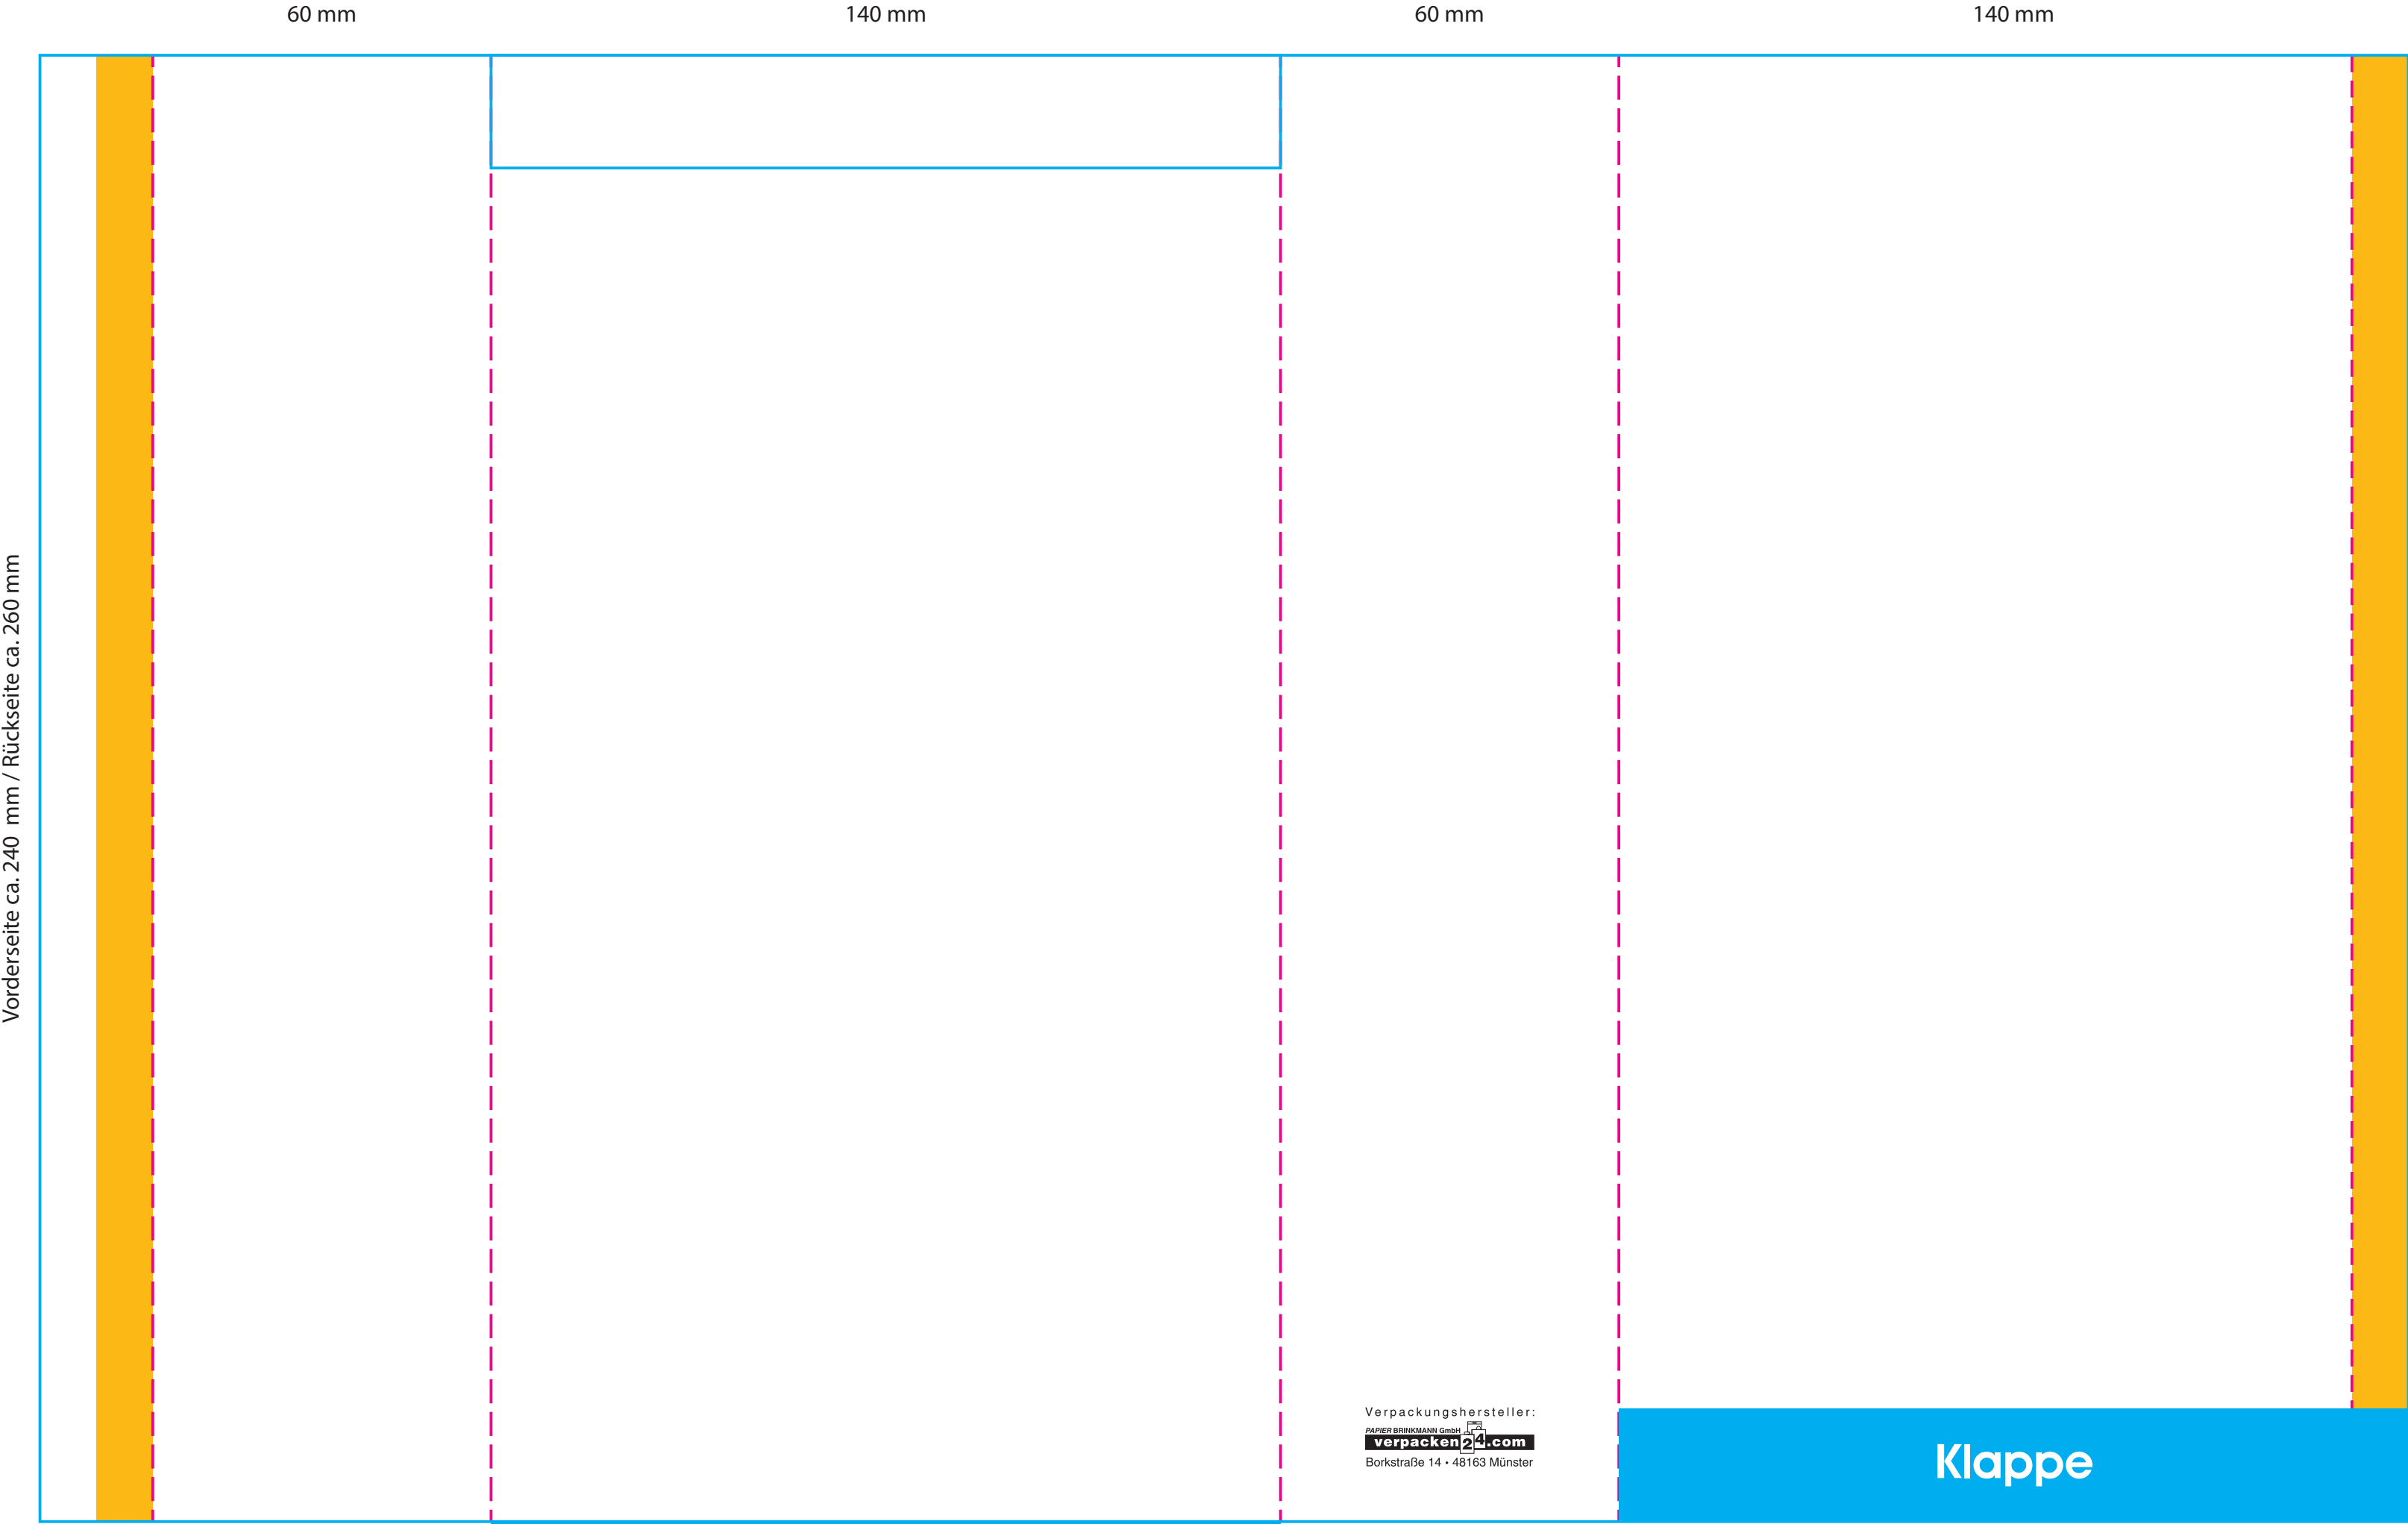 60 mm
140 mm
60 mm
140 mm
Vorderseite ca. 240 mm / Rückseite ca. 260 mm
Verpackungshersteller:
PAPIER BRINKMANN GmbH
verpacken24.com
Borkstraße 14 • 48163 Münster
Klappe